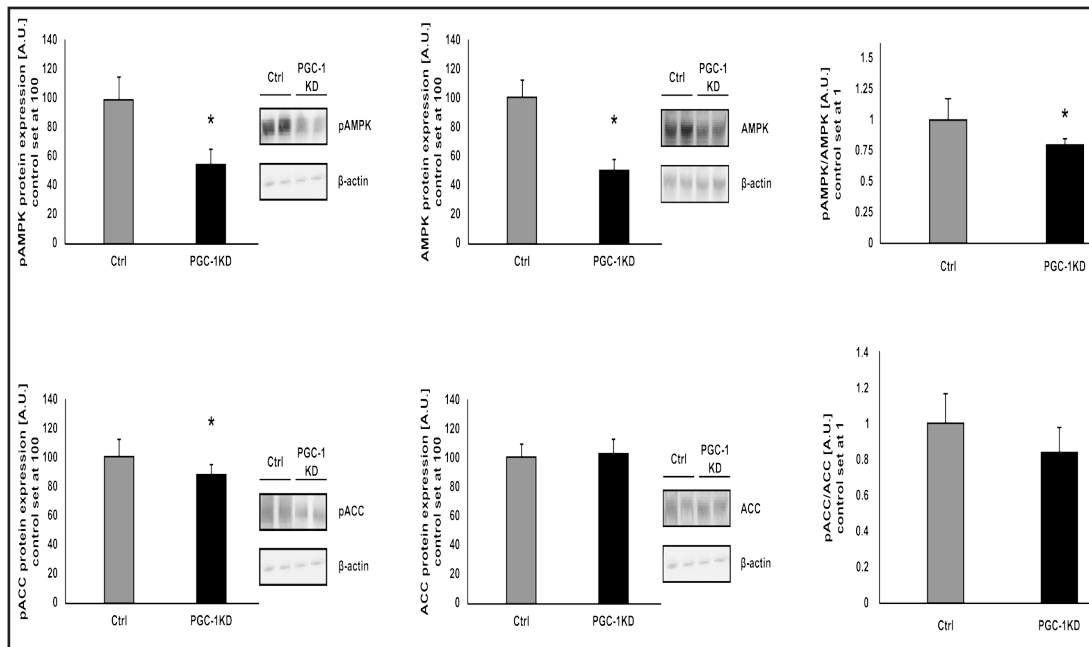 pAMPK protein expression [A.U.]
control set at 100
140
120
100
80
60
40
20
0
*
Ctrl
PGC-1KD
Ctrl
PGC-1
KD
pAMPK
β-actin
AMPK protein expression [A.U.]
control set at 100
140
120
100
80
60
40
20
0
*
Ctrl
PGC-1KD
Ctrl
PGC-1
KD
AMPK
β-actin
pAMPK/AMPK [A.U.]
control set at 1
1.5
1.25
1
0.75
0.5
0.25
0
*
Ctrl
PGC-1KD
pACC protein expression [A.U.]
control set at 100
140
120
100
80
60
40
20
0
*
Ctrl
PGC-1KD
Ctrl
PGC-1
KD
pACC
β-actin
ACC protein expression [A.U.]
control set at 100
140
120
100
80
60
40
20
0
Ctrl
PGC-1KD
Ctrl
PGC-1
KD
ACC
β-actin
pACC/ACC [A.U.]
control set at 1
1.4
1.2
1
0.8
0.6
0.4
0.2
0
Ctrl
PGC-1KD